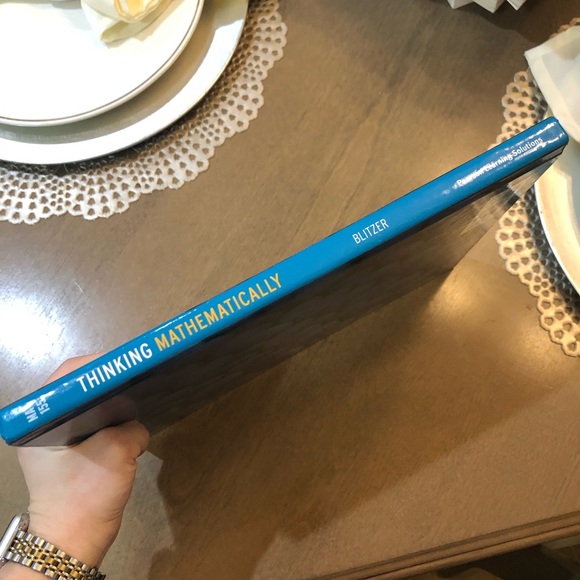 THINKING MATHEMATICALLY
BLITZER
Pearson Learning Solutions